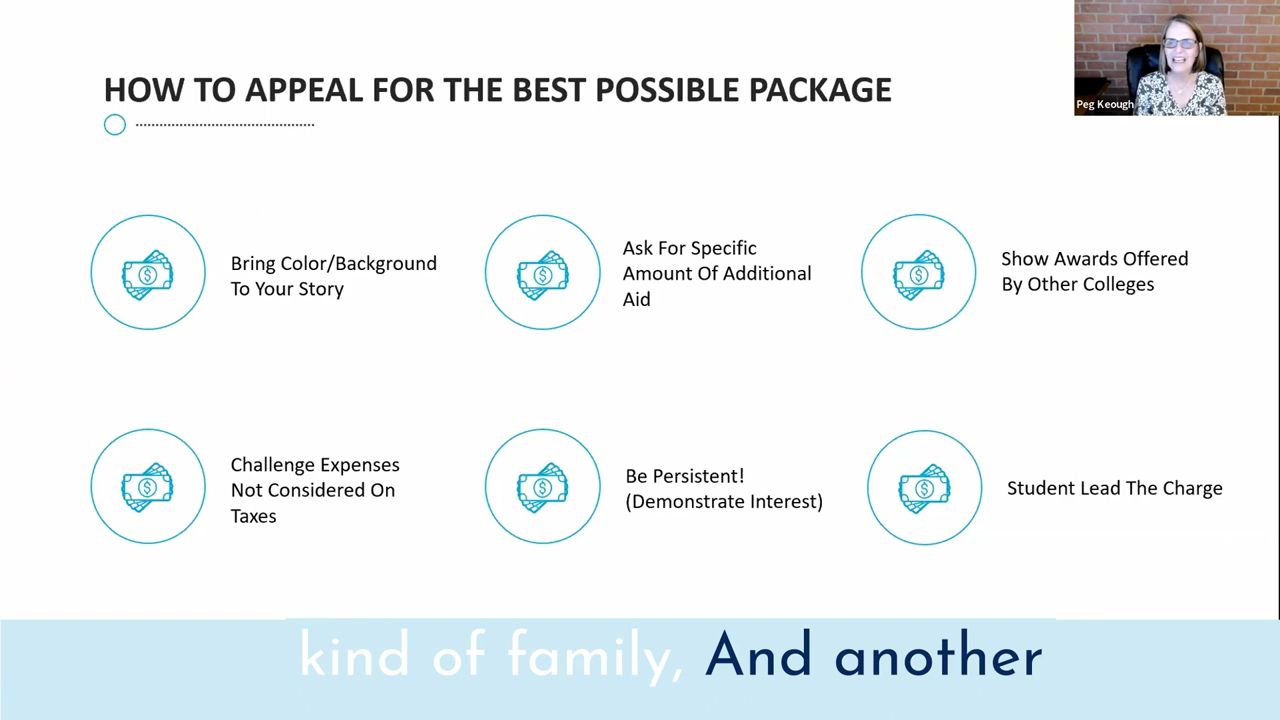 HOW TO APPEAL FOR THE BEST POSSIBLE PACKAGE
Peg Keough
Bring Color/Background
To Your Story
Ask For Specific
Amount Of Additional
Aid
Show Awards Offered
By Other Colleges
Challenge Expenses
Not Considered On
Taxes
Be Persistent!
(Demonstrate Interest)
Student Lead The Charge
kind of family, And another